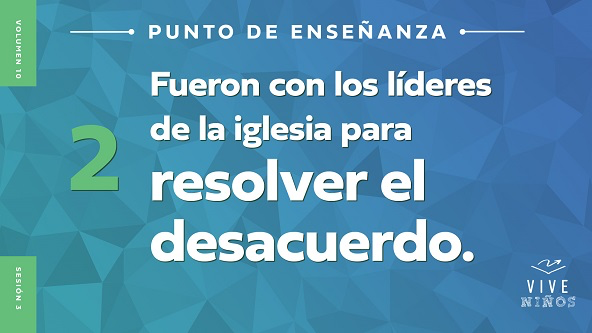 VOLUMEN 10
PUNTO DE ENSEÑANZA
2
Fueron con los líderes
de la iglesia para
resolver el
desacuerdo.
SESIÓN 3
VIVE
NIÑOS